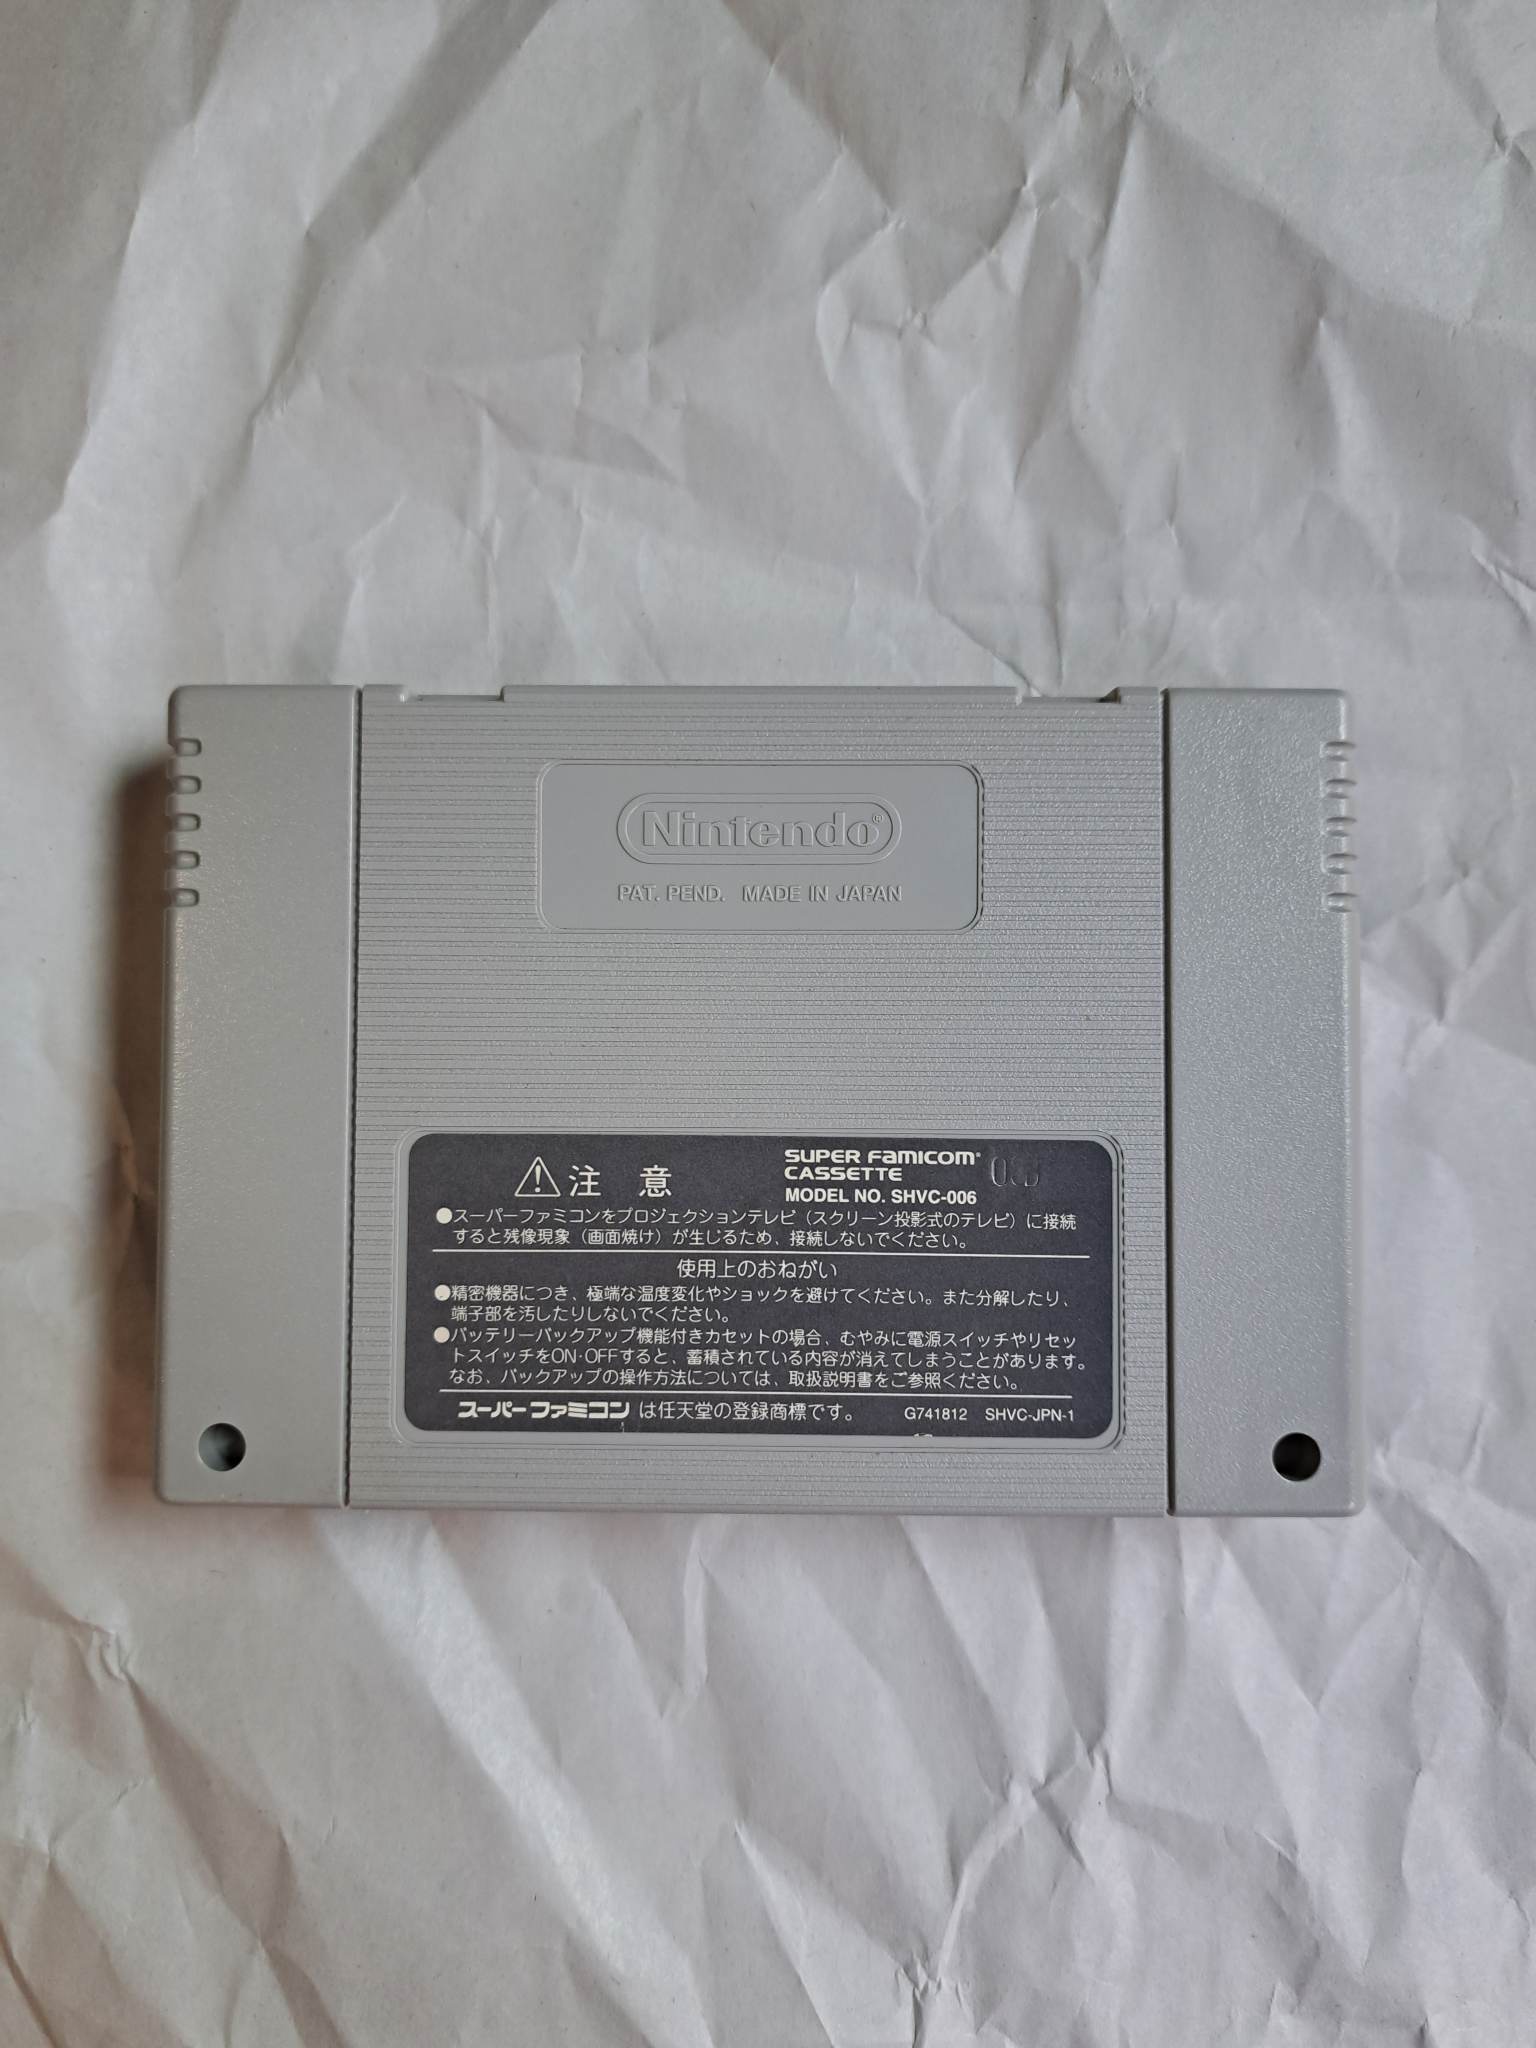 Nintendo®
PAT. PEND. MADE IN JAPAN
注 意
SUPER FAMICOM®
CASSETTE
MODEL NO. SHVC-006
●スーパーファミコンをプロジェクションテレビ（スクリーン投影式のテレビ）に接続
すると残像現象（画面焼け）が生じるため、接続しないでください。
使用上のおねがい
●精密機器につき、極端な温度変化やショックを避けてください。また分解したり、
端子部を汚したりしないでください。
●バッテリーバックアップ機能付きカセットの場合、むやみに電源スイッチやリセッ
トスイッチをON·OFFすると、蓄積されている内容が消えてしまうことがあります。
なお、バックアップの操作方法については、取扱説明書をご参照ください。
スーパーファミコン は任天堂の登録商標です。 G741812 SHVC-JPN-1